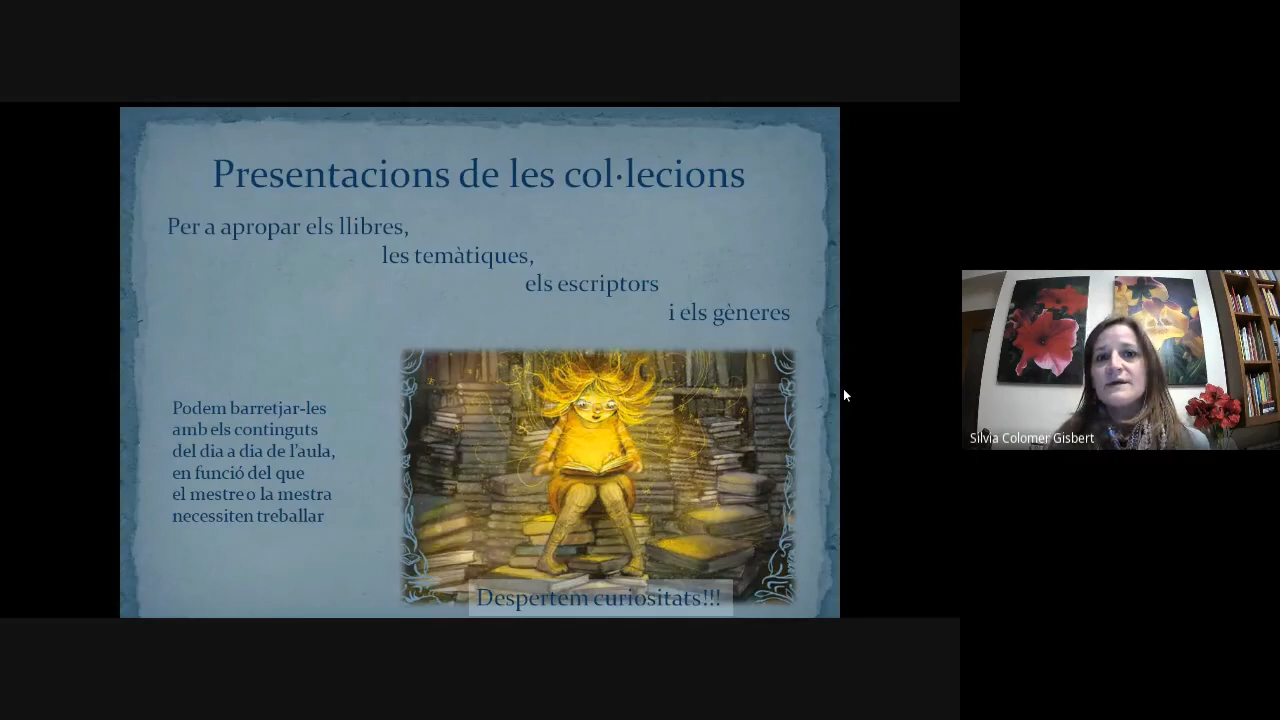 Presentacions de les col·lecions
Per a apropar els llibres,
les temàtiques,
els escriptors
i els gèneres
Podem barretjar-les
amb els continguts
del dia a dia de l'aula,
en funció del que
el mestre o la mestra
necessiten treballar
Despertem curiositats!!!
Silvia Colomer Gisbert